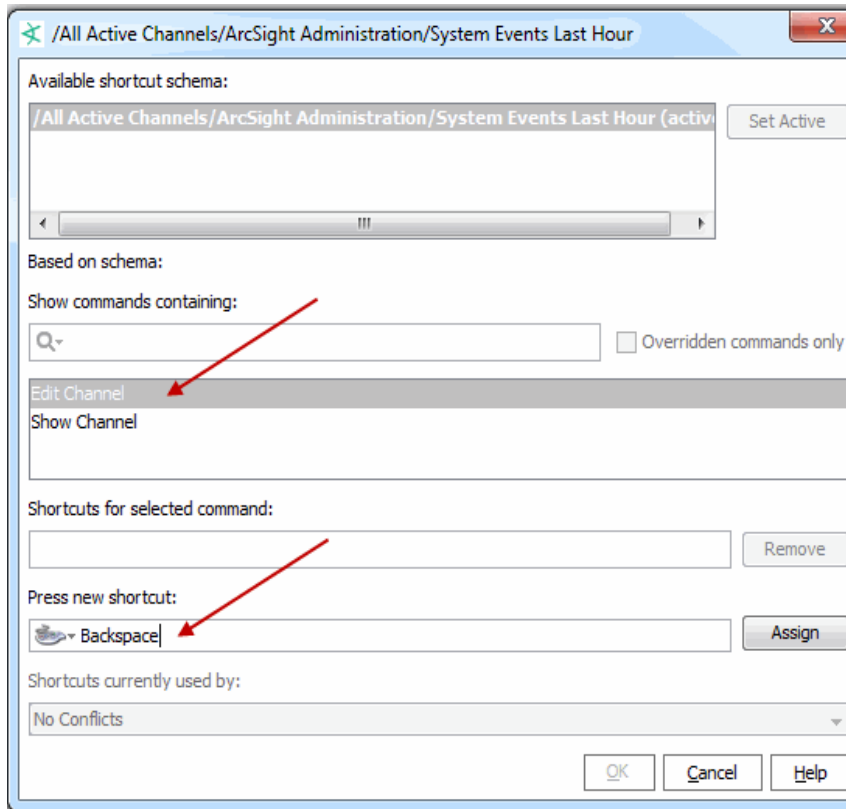 /All Active Channels/ArcSight Administration/System Events Last Hour
Available shortcut schema:
/All Active Channels/ArcSight Administration/System Events Last Hour (active
Set Active
Based on schema:
Show commands containing:
Overridden commands only
Edit Channel
Show Channel
Shortcuts for selected command:
Remove
Press new shortcut:
Backspace
Assign
Shortcuts currently used by:
No Conflicts
OK
Cancel
Help